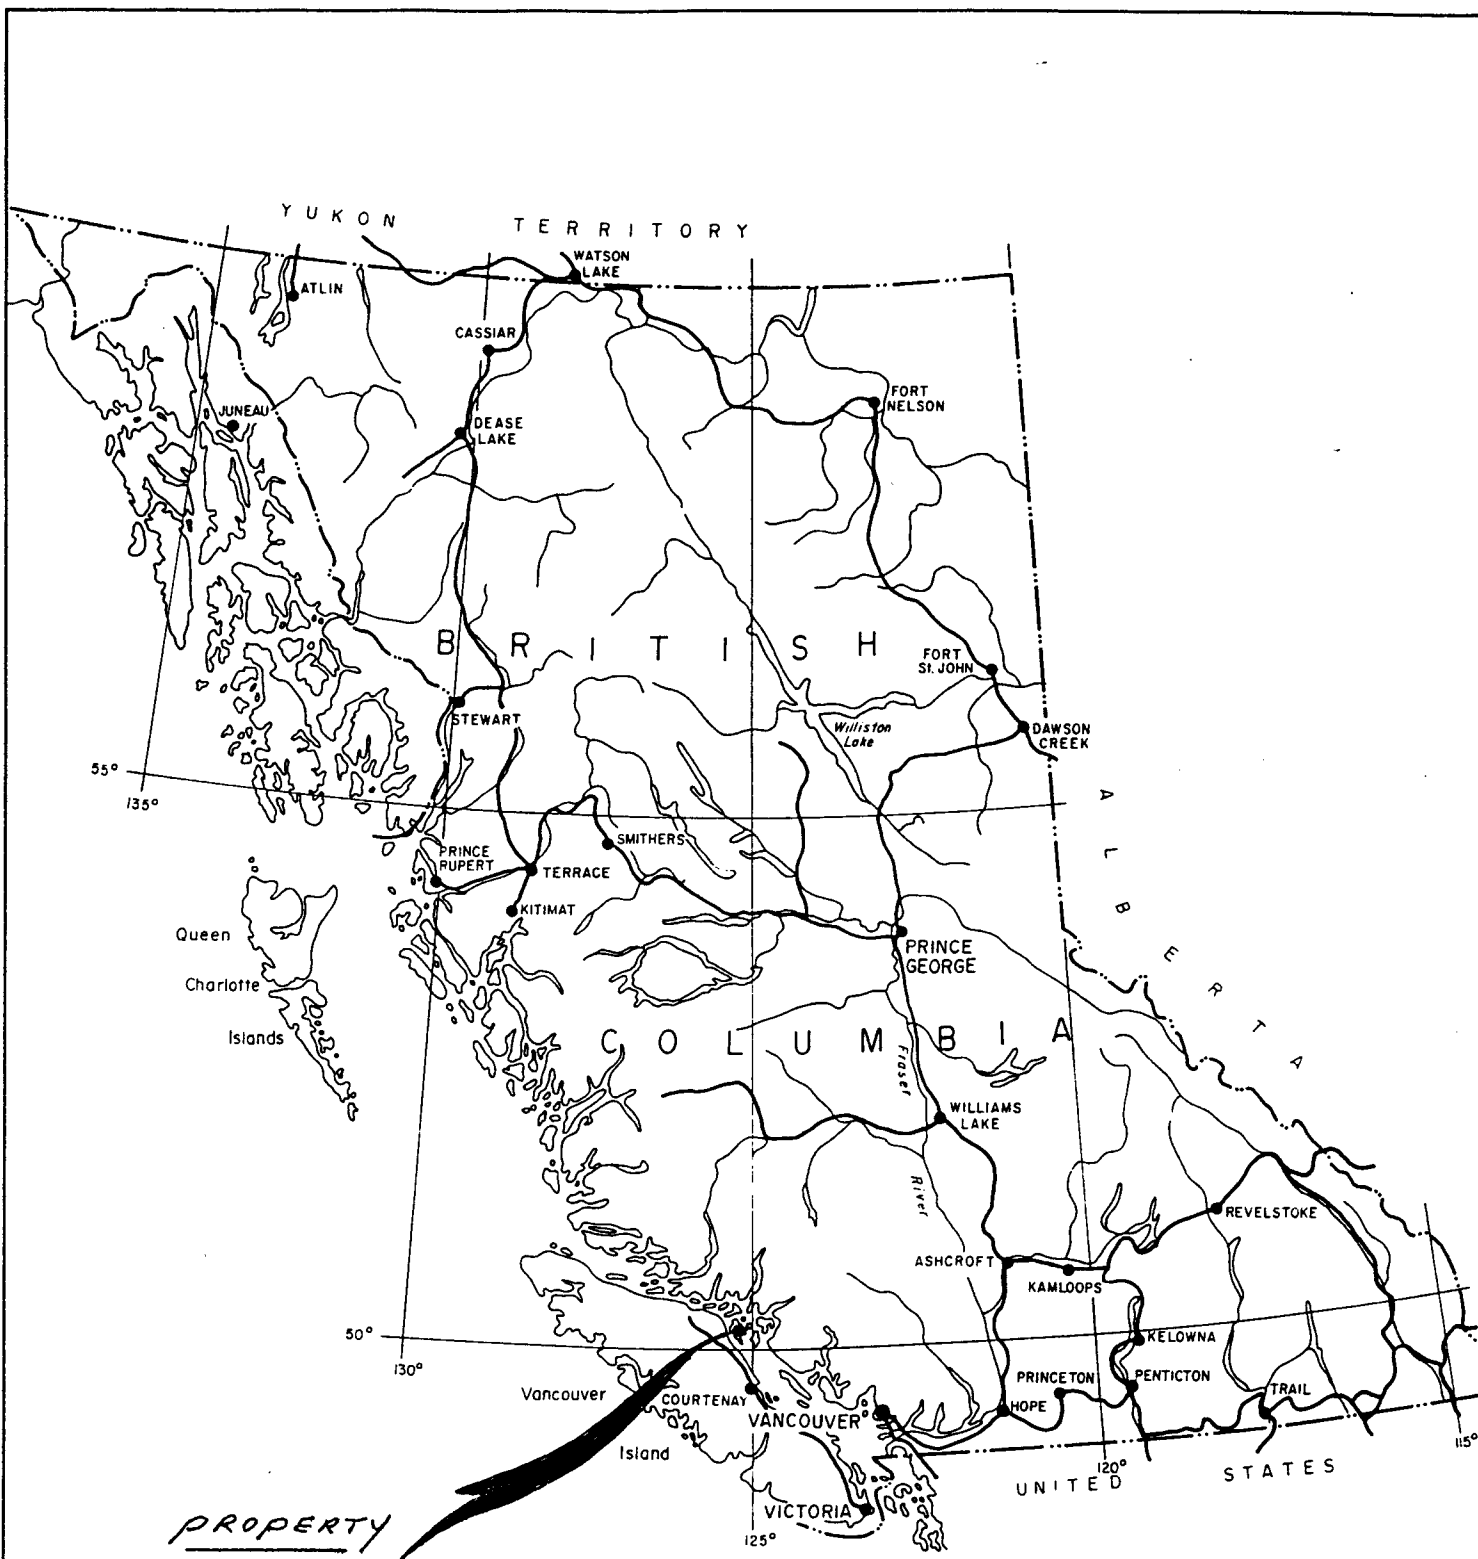 YUKON TERRITORY
WATSON
LAKE
ATLIN
CASSIAR
JUNEAU
DEASE
LAKE
FORT
NELSON
BRITISH
FORT
St. JOHN
STEWART
Williston
Lake
DAWSON
CREEK
55°
135°
ALBERTA
PRINCE
RUPERT
SMITHERS
TERRACE
KITIMAT
Queen
Charlotte
Islands
PRINCE
GEORGE
COLUMBIA
Fraser
River
WILLIAMS
LAKE
REVELSTOKE
ASHCROFT
KAMLOOPS
50°
130°
KELOWNA
Vancouver
Island
COURTENAY
VANCOUVER
PRINCETON
PENTICTON
HOPE
TRAIL
115°
120°
UNITED STATES
VICTORIA
125°
PROPERTY